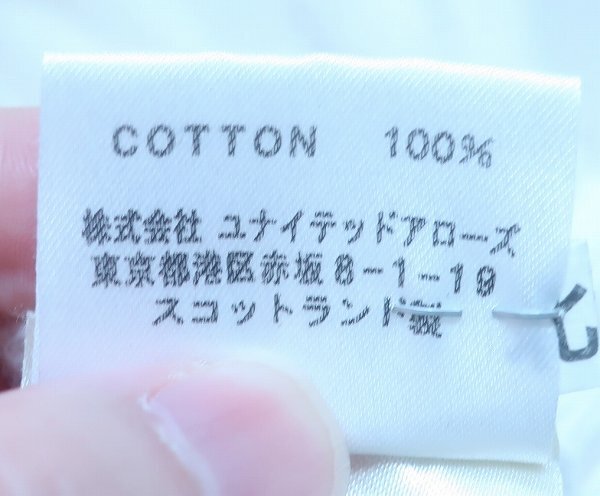 COTTON 100%
株式会社 ユナイテッドアローズ
東京都港区赤坂8-1-19
スコットランド製